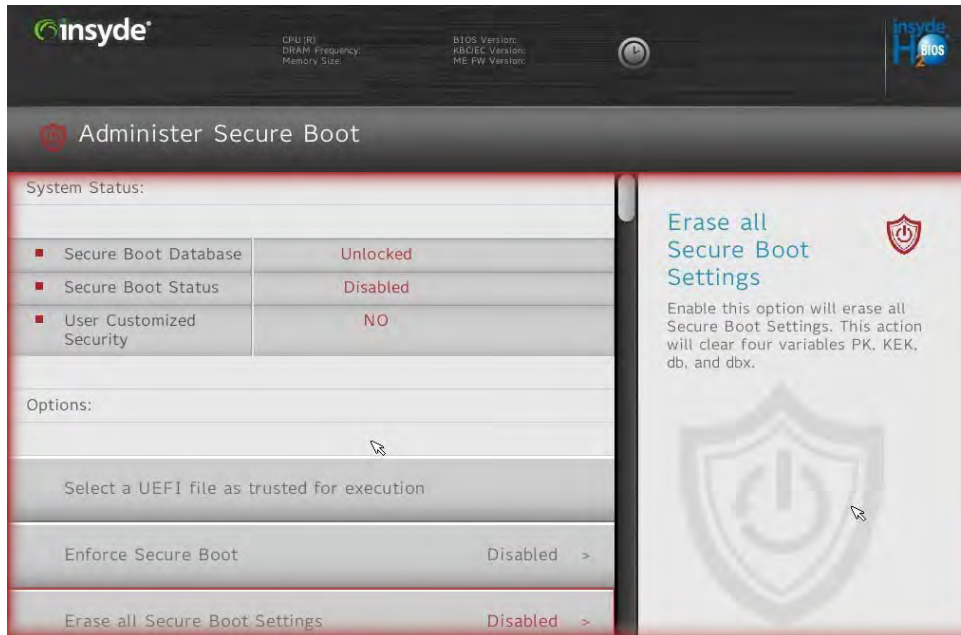 insyde®
CPU (R)
DRAM Frequency:
Memory Size:
BIOS Version:
KBC/EC Version:
ME FW Version:
insyde
H2BIOS
Administer Secure Boot
System Status:
Secure Boot Database Unlocked
Secure Boot Status Disabled
User Customized Security NO
Options:
Select a UEFI file as trusted for execution
Enforce Secure Boot Disabled >
Erase all Secure Boot Settings Disabled >
Erase all
Secure Boot
Settings
Enable this option will erase all
Secure Boot Settings. This action
will clear four variables PK, KEK,
db, and dbx.